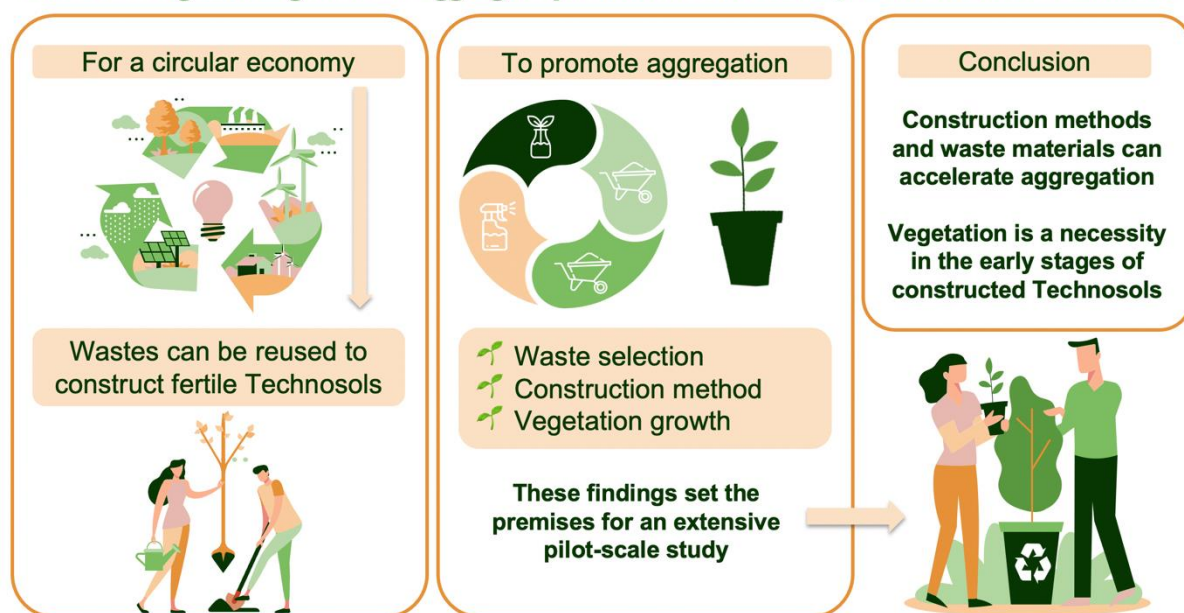 For a circular economy
Wastes can be reused to
construct fertile Technosols
To promote aggregation
Waste selection
Construction method
Vegetation growth
These findings set the
premises for an extensive
pilot-scale study
Conclusion
Construction methods
and waste materials can
accelerate aggregation
Vegetation is a necessity
in the early stages of
constructed Technosols